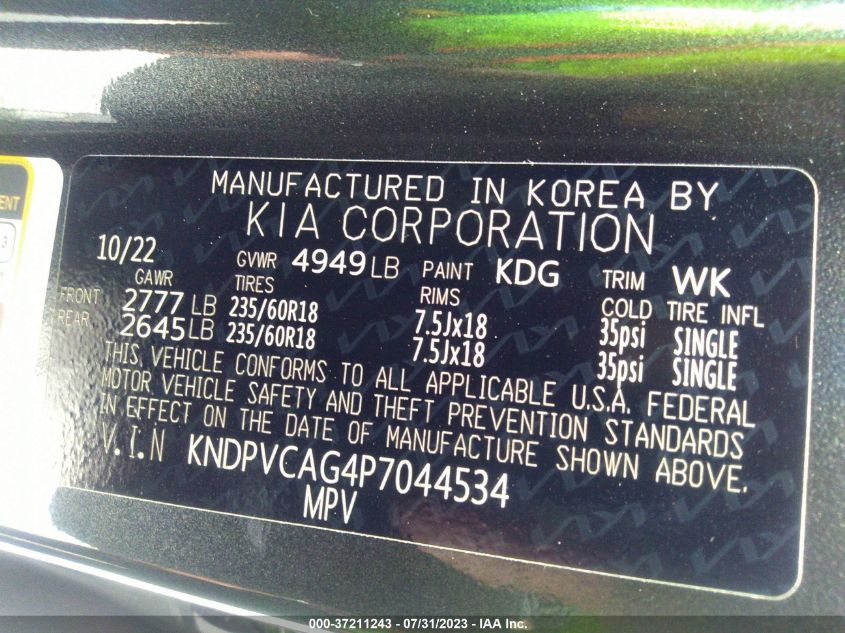 MANUFACTURED IN KOREA BY
KIA CORPORATION
10/22 GVWR 4949 LB PAINT KDG TRIM WK
GAWR TIRES RIMS COLD TIRE INFL
FRONT 2777 LB 235/60R18 7.5Jx18 35psi SINGLE
REAR 2645 LB 235/60R18 7.5Jx18 35psi SINGLE
THIS VEHICLE CONFORMS TO ALL APPLICABLE U.S.A. FEDERAL
MOTOR VEHICLE SAFETY AND THEFT PREVENTION STANDARDS
IN EFFECT ON THE DATE OF MANUFACTURE SHOWN ABOVE.
V.I.N KNDPVCAG4P7044534
MPV
000-37211243 - 07/31/2023 - IAA Inc.